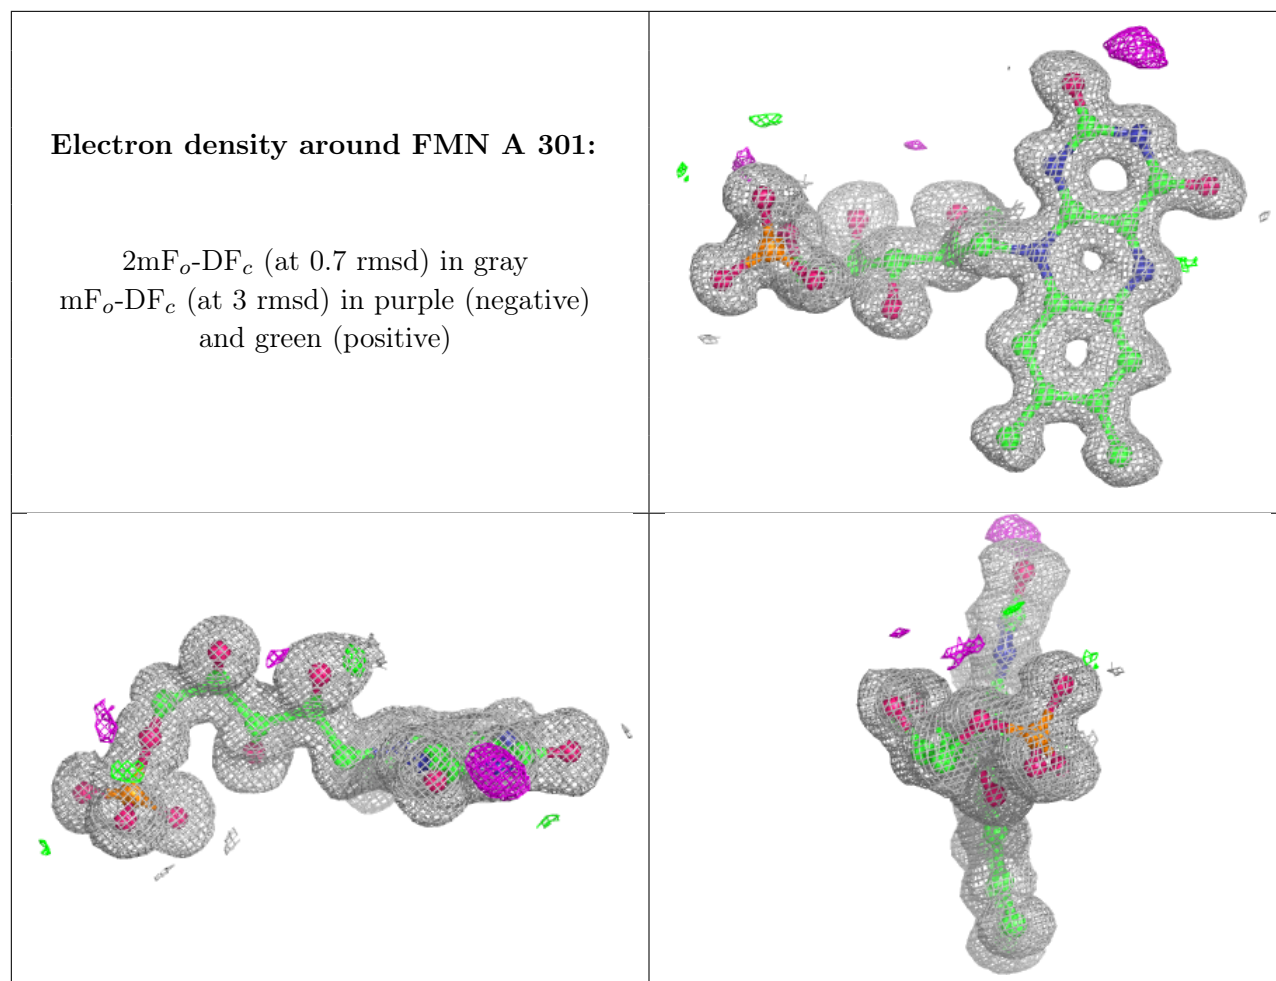 Electron density around FMN A 301:
2mFo-DFc (at 0.7 rmsd) in gray
mFo-DFc (at 3 rmsd) in purple (negative)
and green (positive)